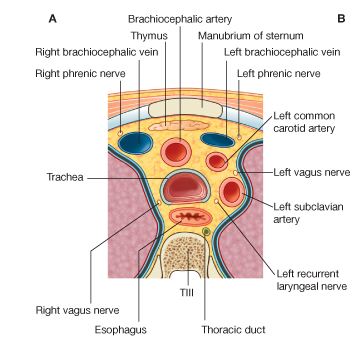 A
B
Brachiocephalic artery
Thymus
Manubrium of sternum
Right brachiocephalic vein
Left brachiocephalic vein
Right phrenic nerve
Left phrenic nerve
Left common
carotid artery
Trachea
Left vagus nerve
Left subclavian
artery
Left recurrent
laryngeal nerve
TIII
Right vagus nerve
Esophagus
Thoracic duct